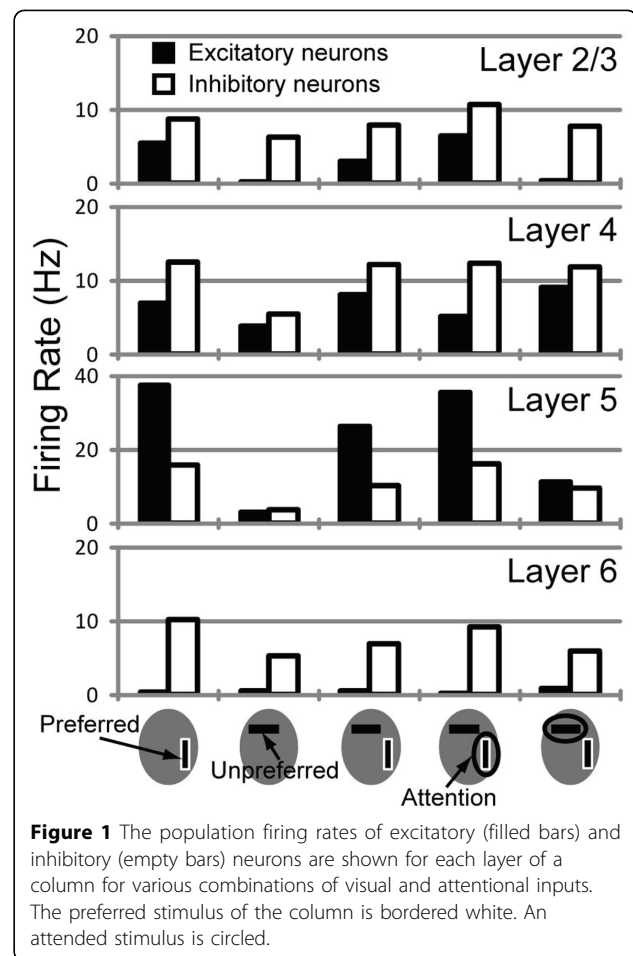 20
Excitatory neurons
Layer 2/3
Inhibitory neurons
10
0
20
Layer 4
10
0
Firing Rate (Hz)
40
Layer 5
20
0
20
Layer 6
10
0
Preferred
Unpreferred
Attention
Figure 1 The population firing rates of excitatory (filled bars) and
inhibitory (empty bars) neurons are shown for each layer of a
column for various combinations of visual and attentional inputs.
The preferred stimulus of the column is bordered white. An
attended stimulus is circled.